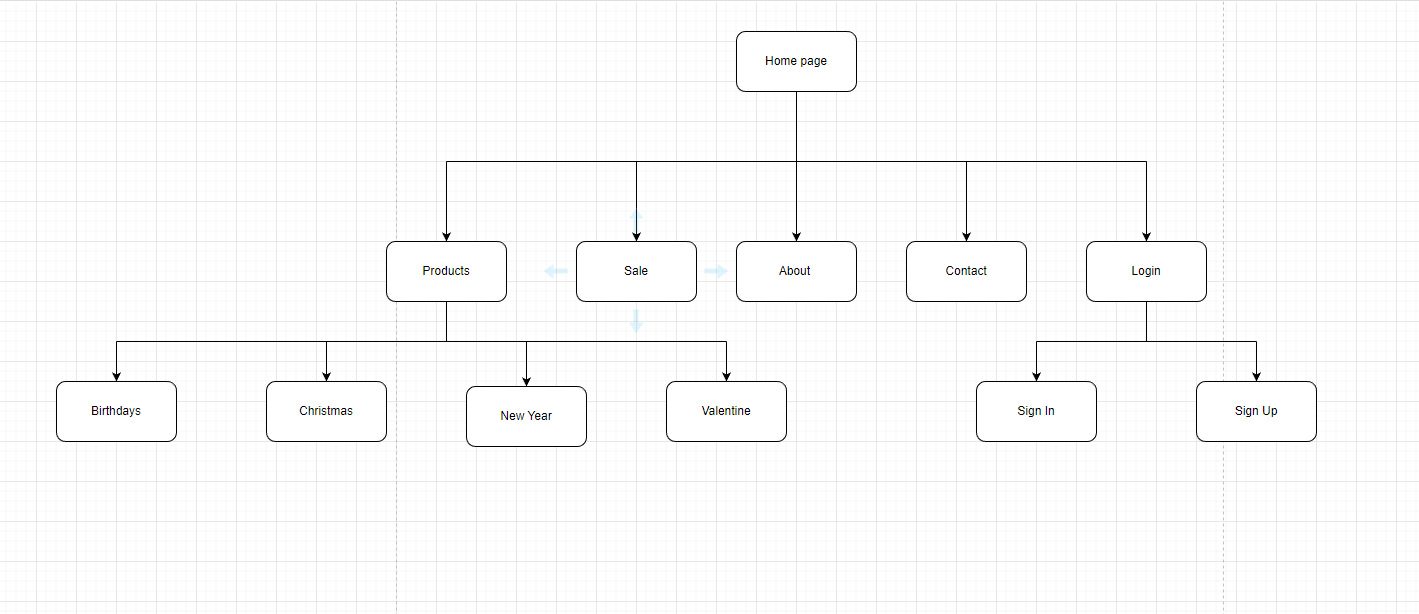 Home page
Products
Sale
About
Contact
Login
Birthdays
Christmas
New Year
Valentine
Sign In
Sign Up